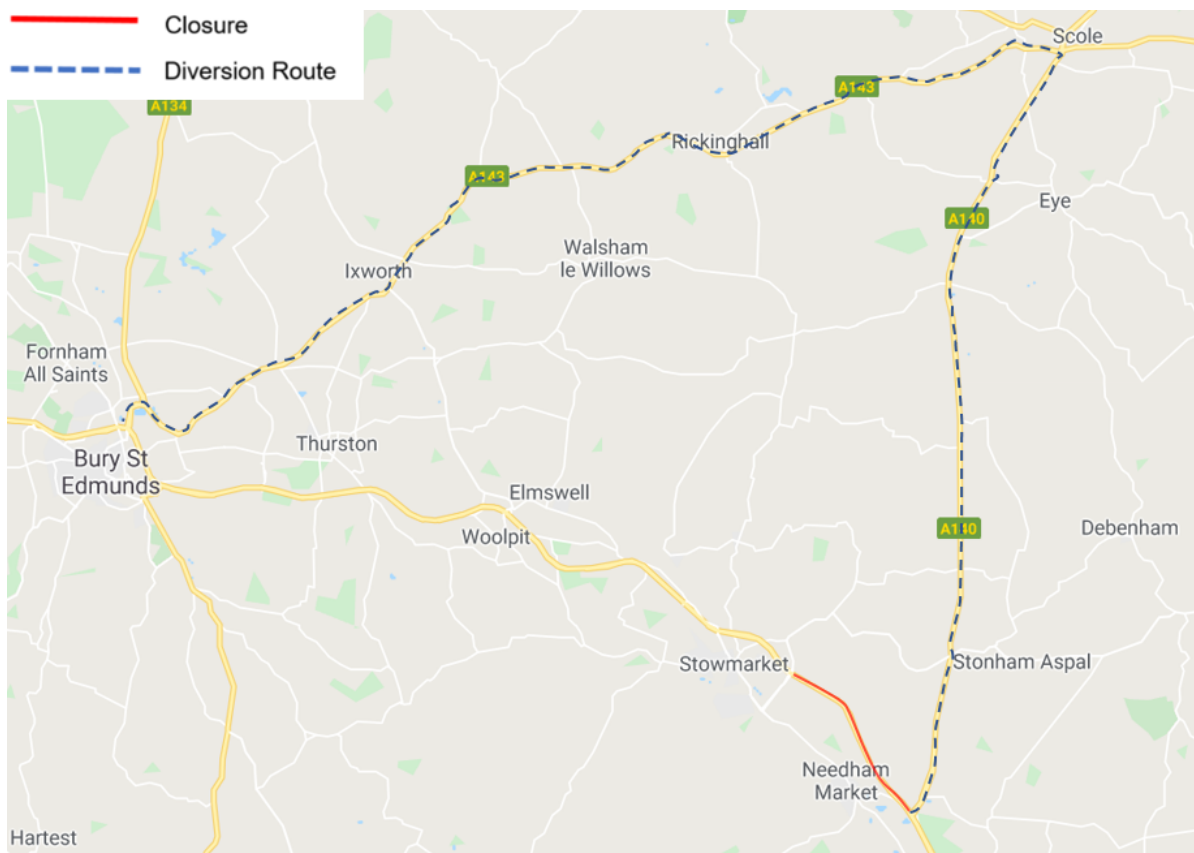 Closure
Diversion Route
Scole
A134
A143
Rickinghall
A143
Eye
A140
Walsham
le Willows
Ixworth
Fornham
All Saints
Thurston
Bury St
Edmunds
Elmswell
Woolpit
A140
Debenham
Stowmarket
Stonham Aspal
Needham
Market
Hartest